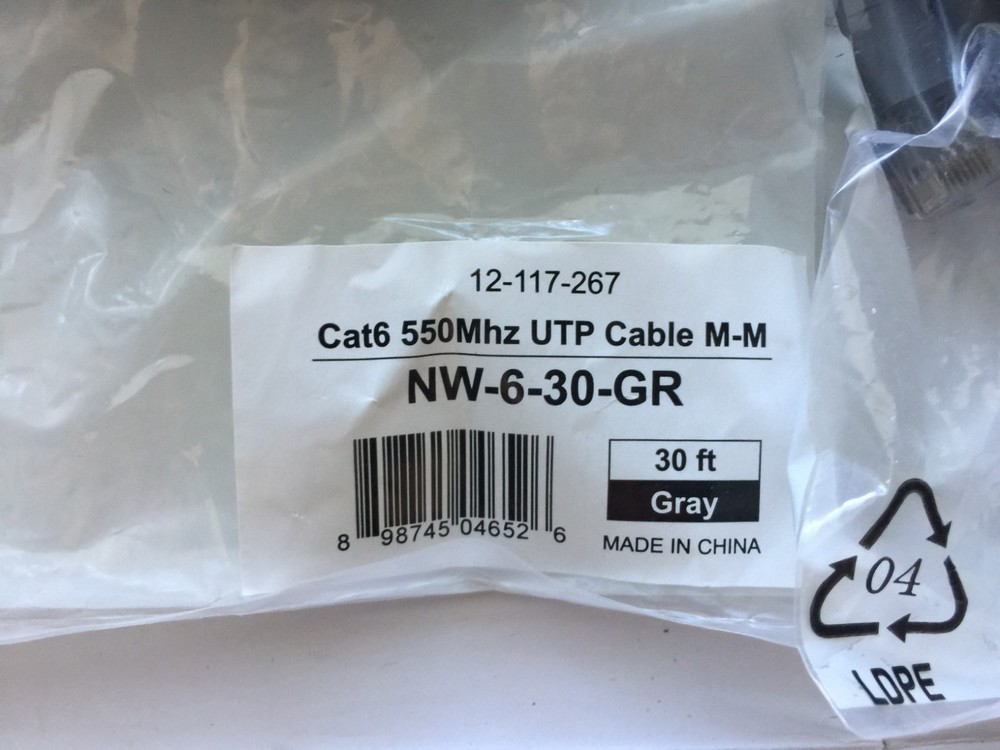 12-117-267
Cat6 550Mhz UTP Cable M-M
NW-6-30-GR
30 ft
Gray
8 98745 04652 6
MADE IN CHINA
04
LDPE